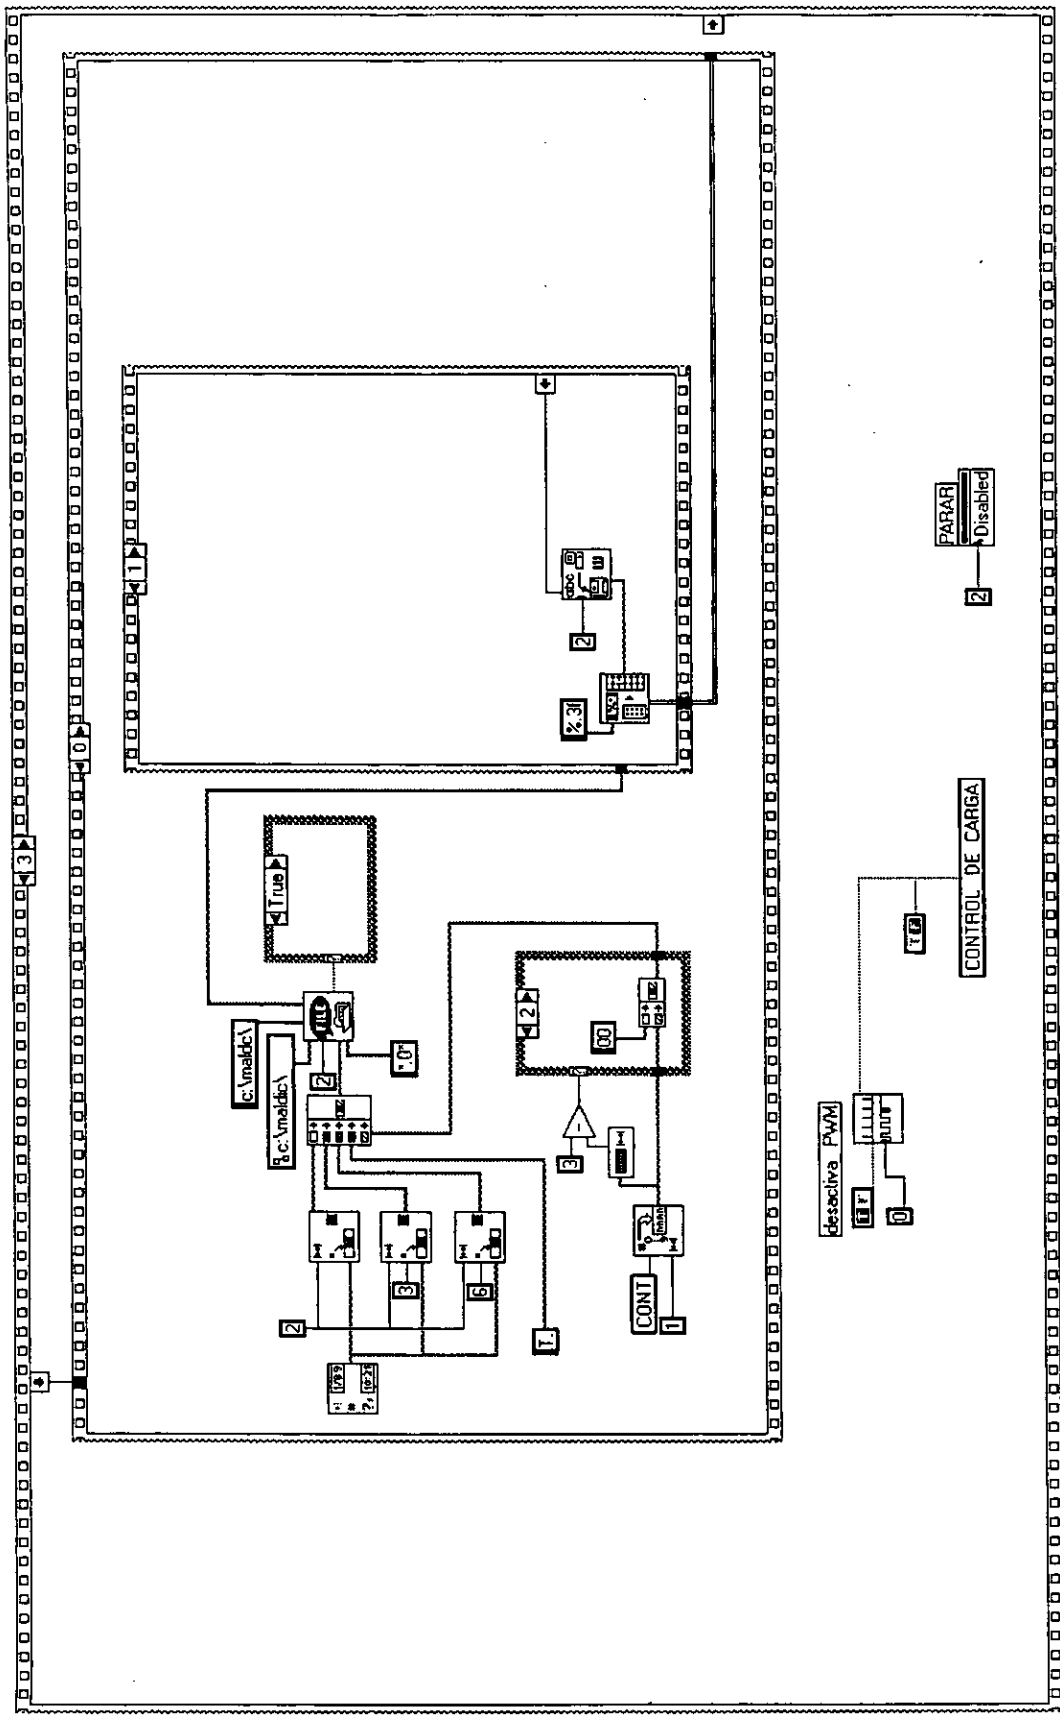 3
0
1
True
c:\maldc\
a:c:\maldic\
2
*.0*
2
3
6
T.
%.3f
2
2
00
3
CONT
1
desactiva PWM
T F
0
T F
CONTROL DE CARGA
PARAR
Disabled
2